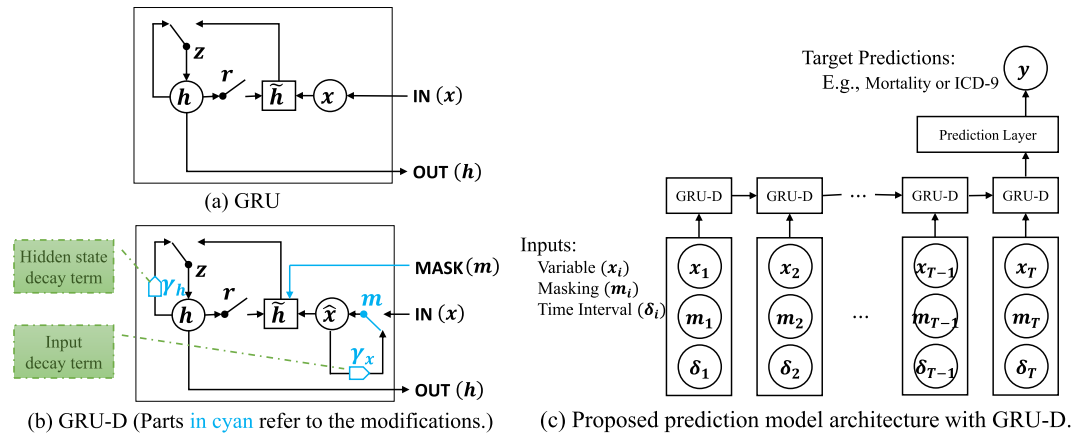 z
r
h
h̃
x
IN (x)
OUT (h)
(a) GRU
Hidden state
decay term
γh
z
r
h
h̃
x̂
m
MASK(m)
IN (x)
Input
decay term
γx
OUT (h)
(b) GRU-D (Parts in cyan refer to the modifications.)
Target Predictions:
E.g., Mortality or ICD-9
y
Prediction Layer
GRU-D
GRU-D
...
GRU-D
GRU-D
Inputs:
Variable (xi)
Masking (mi)
Time Interval (δi)
x1
x2
xT−1
xT
m1
m2
...
mT−1
mT
δ1
δ2
δT−1
δT
(c) Proposed prediction model architecture with GRU-D.